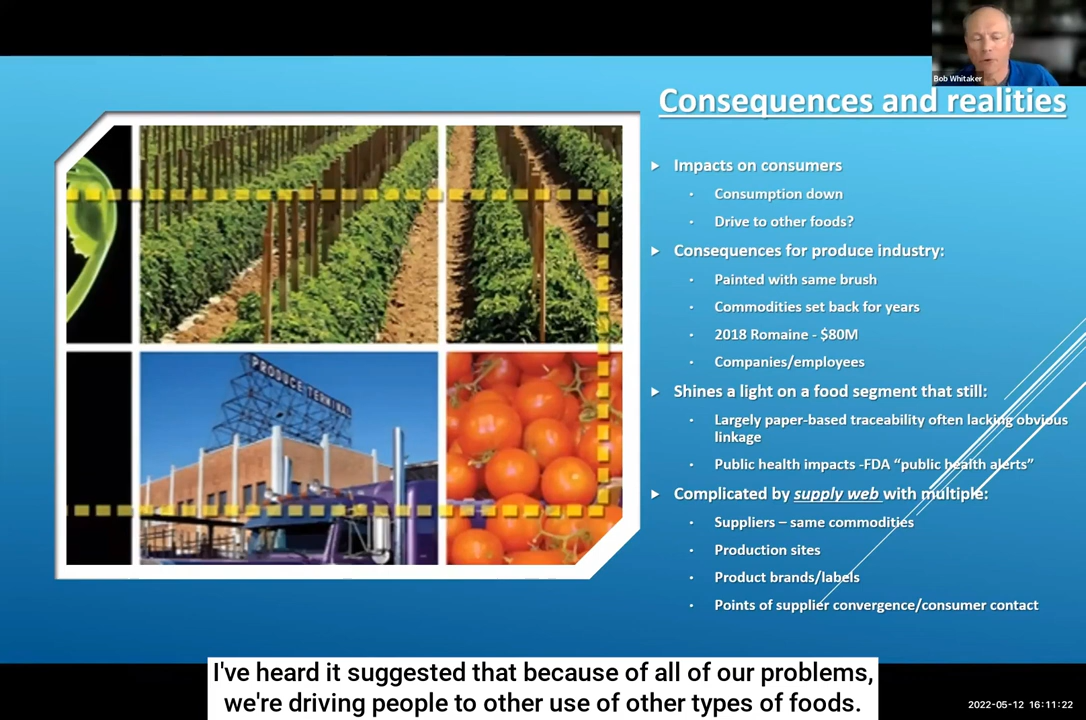 Bob Whitaker
Consequences and realities
Impacts on consumers
Consumption down
Drive to other foods?
Consequences for produce industry:
Painted with same brush
Commodities set back for years
2018 Romaine - $80M
Companies/employees
Shines a light on a food segment that still:
Largely paper-based traceability often lacking obvious
linkage
Public health impacts -FDA “public health alerts”
Complicated by supply web with multiple:
Suppliers – same commodities
Production sites
Product brands/labels
Points of supplier convergence/consumer contact
PRODUCE TERMINAL
I've heard it suggested that because of all of our problems,
we're driving people to other use of other types of foods.
2022-05-12 16:11:22